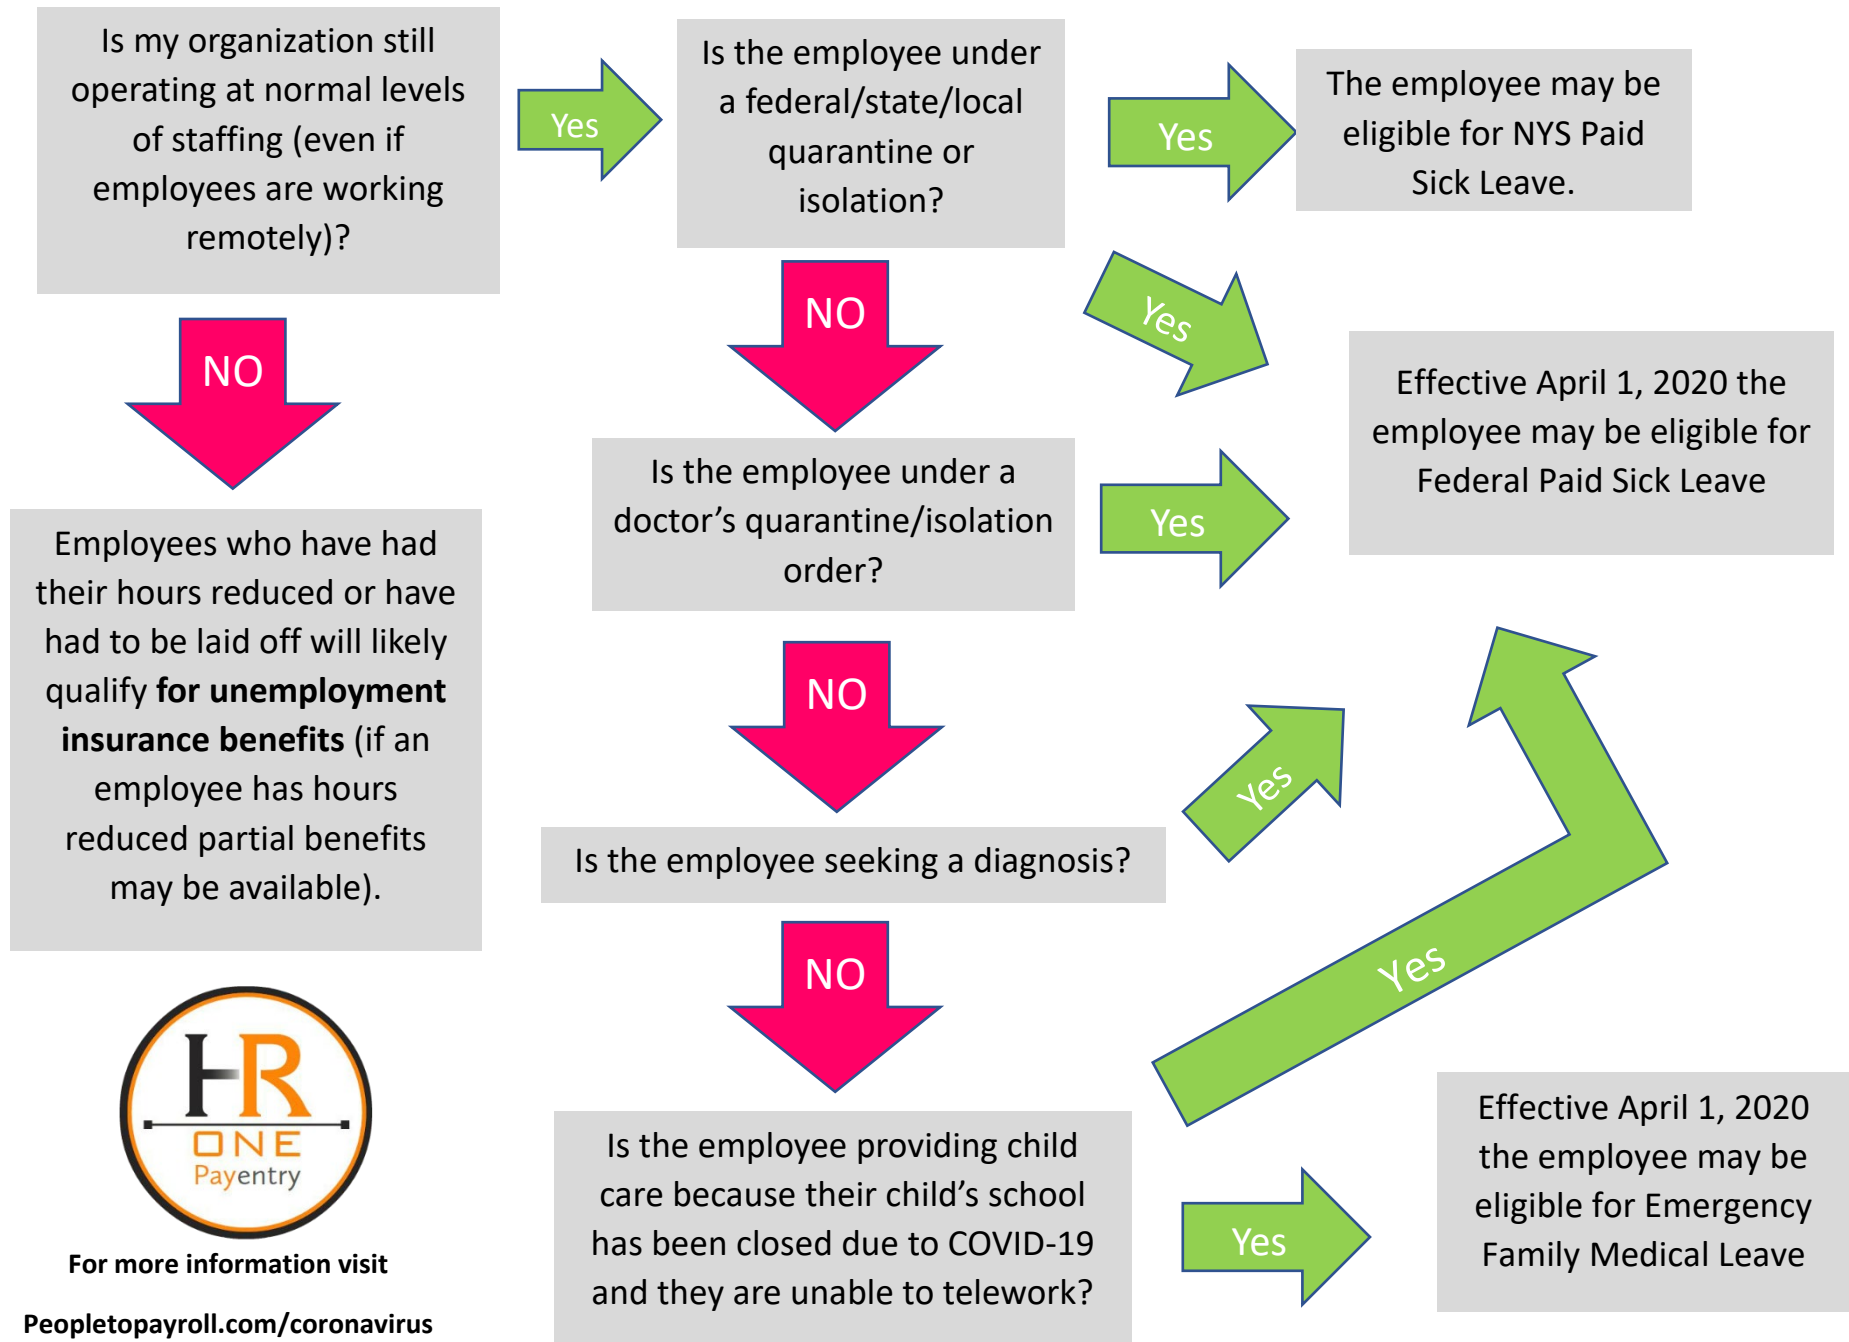 Is my organization still
operating at normal levels
of staffing (even if
employees are working
remotely)?
Yes
Is the employee under
a federal/state/local
quarantine or
isolation?
Yes
The employee may be
eligible for NYS Paid
Sick Leave.
NO
NO
Yes
Effective April 1, 2020 the
employee may be eligible for
Federal Paid Sick Leave
Is the employee under a
doctor’s quarantine/isolation
order?
Yes
Employees who have had
their hours reduced or have
had to be laid off will likely
qualify for unemployment
insurance benefits (if an
employee has hours
reduced partial benefits
may be available).
NO
Yes
Is the employee seeking a diagnosis?
NO
Yes
Is the employee providing child
care because their child’s school
has been closed due to COVID-19
and they are unable to telework?
Yes
Effective April 1, 2020
the employee may be
eligible for Emergency
Family Medical Leave
HR
ONE
Payentry
For more information visit
Peopletopayroll.com/coronavirus